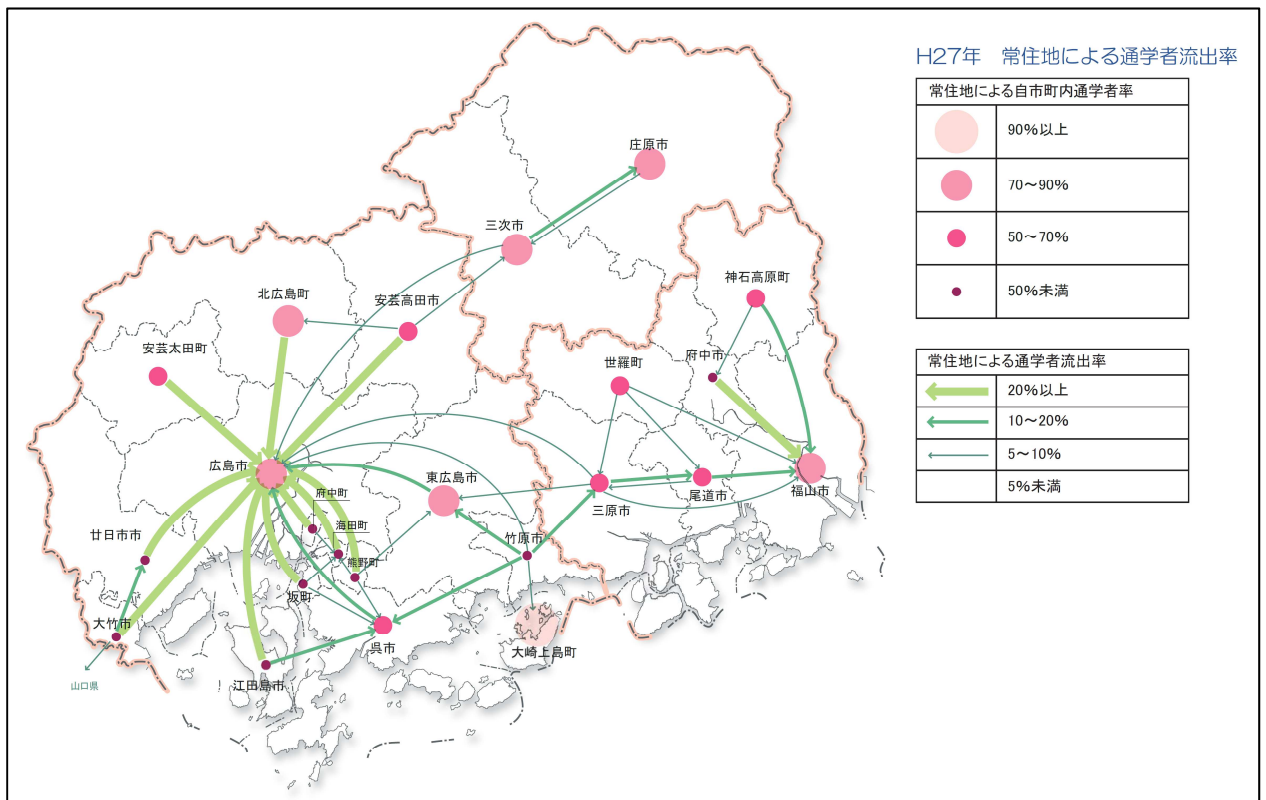 H27年 常住地による通学者流出率
常住地による自市町内通学者率
90%以上
70～90%
50～70%
50%未満
常住地による通学者流出率
20%以上
10～20%
5～10%
5%未満
庄原市
三次市
神石高原町
北広島町
安芸高田市
安芸太田町
世羅町
府中市
広島市
東広島市
府中町
海田町
熊野町
三原市
尾道市
福山市
廿日市市
竹原市
坂町
大竹市
呉市
大崎上島町
江田島市
山口県